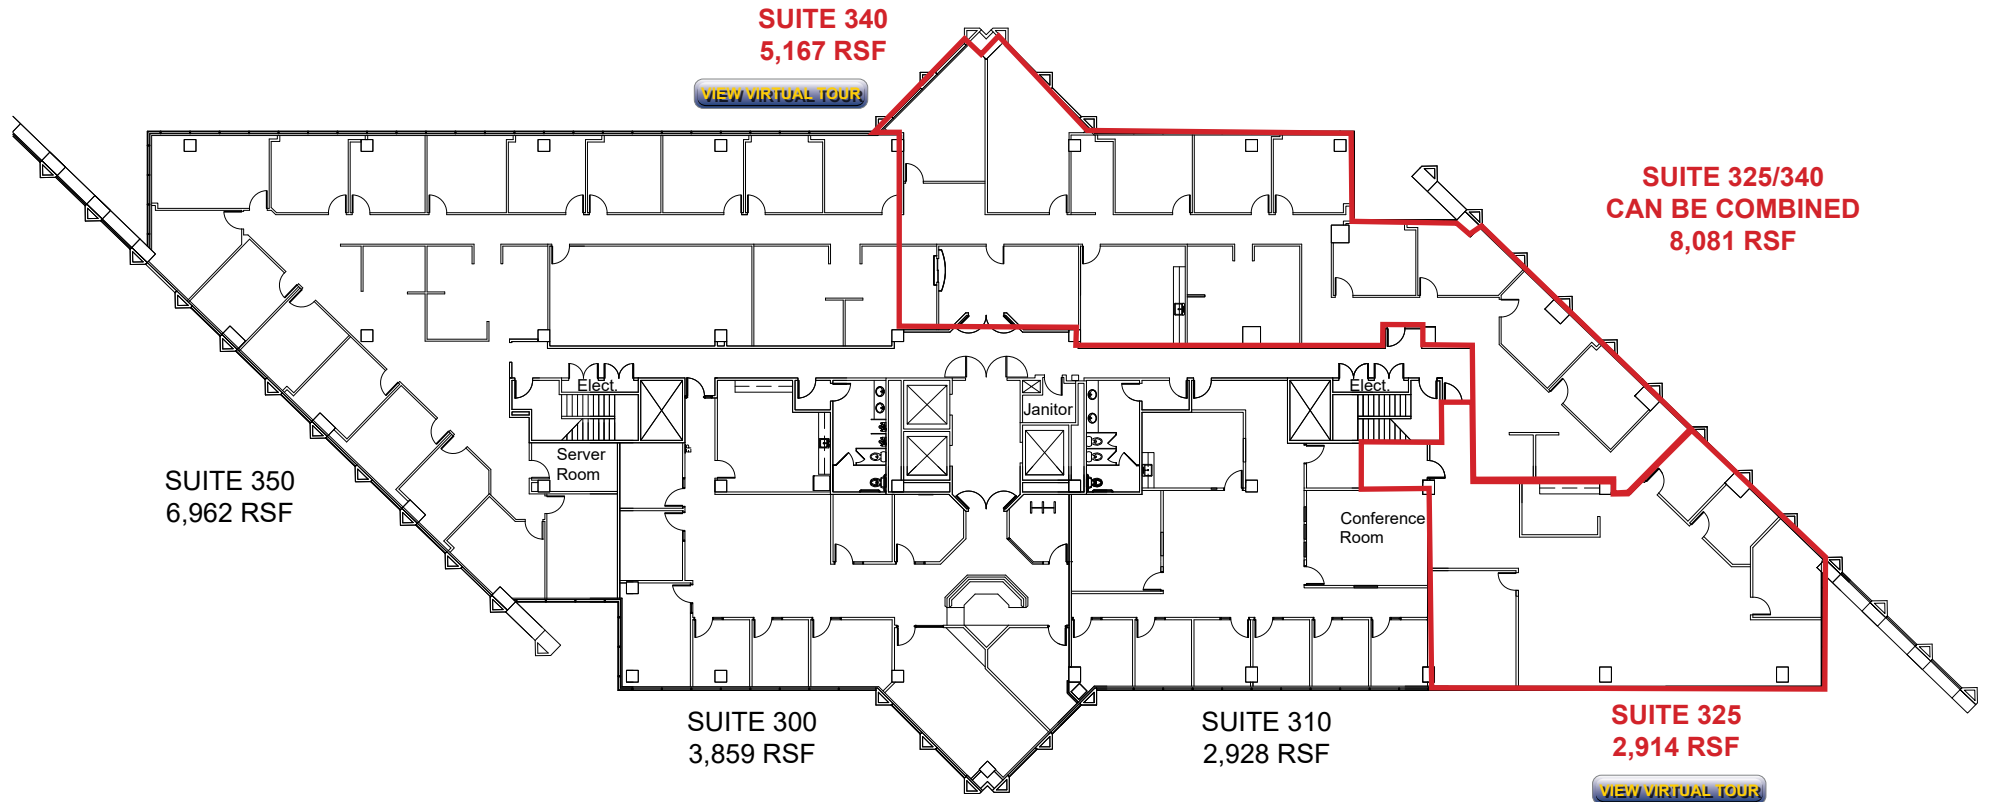 SUITE 340
5,167 RSF
VIEW VIRTUAL TOUR
SUITE 325/340
CAN BE COMBINED
8,081 RSF
Elect.
Elect.
Janitor
Server
Room
SUITE 350
6,962 RSF
Conference
Room
SUITE 300
3,859 RSF
SUITE 310
2,928 RSF
SUITE 325
2,914 RSF
VIEW VIRTUAL TOUR